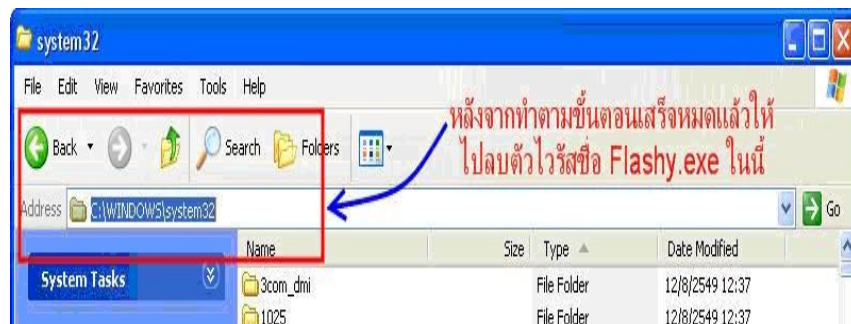 system32
File Edit View Favorites Tools Help
หลังจากทำตามขั้นตอนเสร็จหมดแล้วให้
ไปลบตัวไวรัสชื่อ Flashy.exe ในนี้
Back Search Folders
Address C:\WINDOWS\system32 Go
Name Size Type Date Modified
System Tasks
3com_dmi File Folder 12/8/2549 12:37
1025 File Folder 12/8/2549 12:37